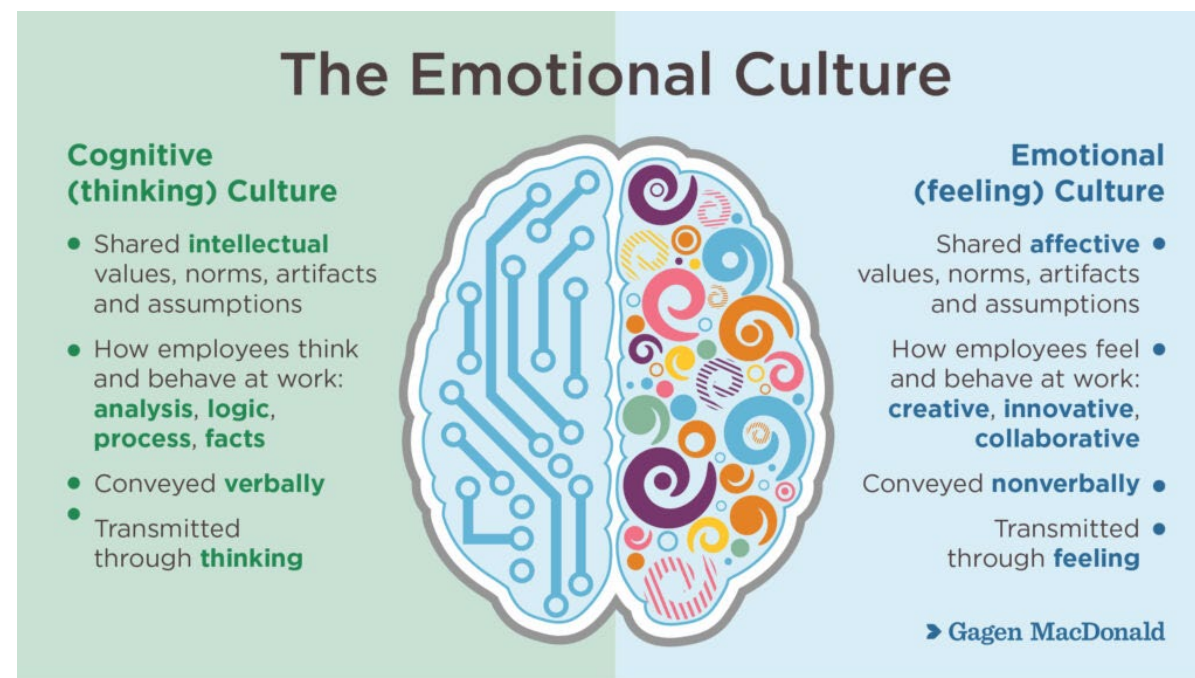 The Emotional Culture
Cognitive
(thinking) Culture
• Shared intellectual
values, norms, artifacts
and assumptions
• How employees think
and behave at work:
analysis, logic,
process, facts
• Conveyed verbally
• Transmitted
through thinking
Emotional
(feeling) Culture
Shared affective •
values, norms, artifacts
and assumptions
How employees feel •
and behave at work:
creative, innovative,
collaborative
Conveyed nonverbally •
Transmitted •
through feeling
Gagen MacDonald